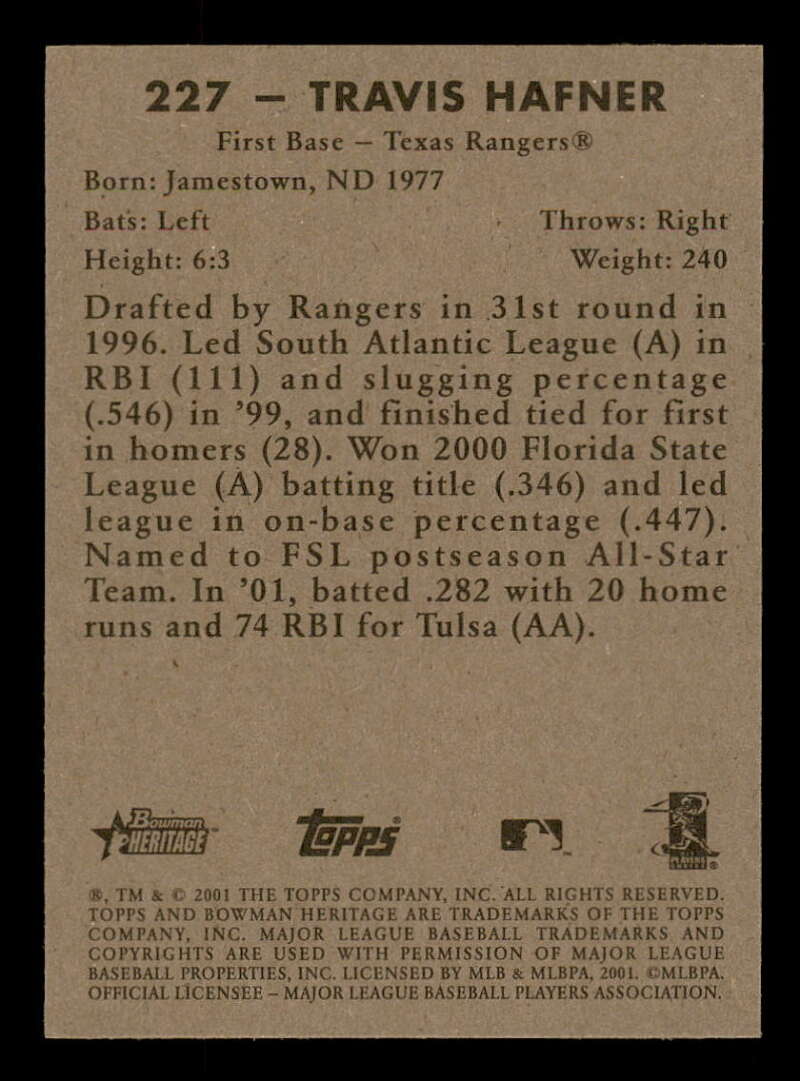 227 – TRAVIS HAFNER
First Base – Texas Rangers®
Born: Jamestown, ND 1977
Bats: Left Throws: Right
Height: 6:3 Weight: 240
Drafted by Rangers in 31st round in
1996. Led South Atlantic League (A) in
RBI (111) and slugging percentage
(.546) in ’99, and finished tied for first
in homers (28). Won 2000 Florida State
League (A) batting title (.346) and led
league in on-base percentage (.447).
Named to FSL postseason All-Star
Team. In ’01, batted .282 with 20 home
runs and 74 RBI for Tulsa (AA).
Bowman
HERITAGE
TOPPS
®, TM & © 2001 THE TOPPS COMPANY, INC. ALL RIGHTS RESERVED.
TOPPS AND BOWMAN HERITAGE ARE TRADEMARKS OF THE TOPPS
COMPANY, INC. MAJOR LEAGUE BASEBALL TRADEMARKS AND
COPYRIGHTS ARE USED WITH PERMISSION OF MAJOR LEAGUE
BASEBALL PROPERTIES, INC. LICENSED BY MLB & MLBPA, 2001. ©MLBPA.
OFFICIAL LICENSEE – MAJOR LEAGUE BASEBALL PLAYERS ASSOCIATION.